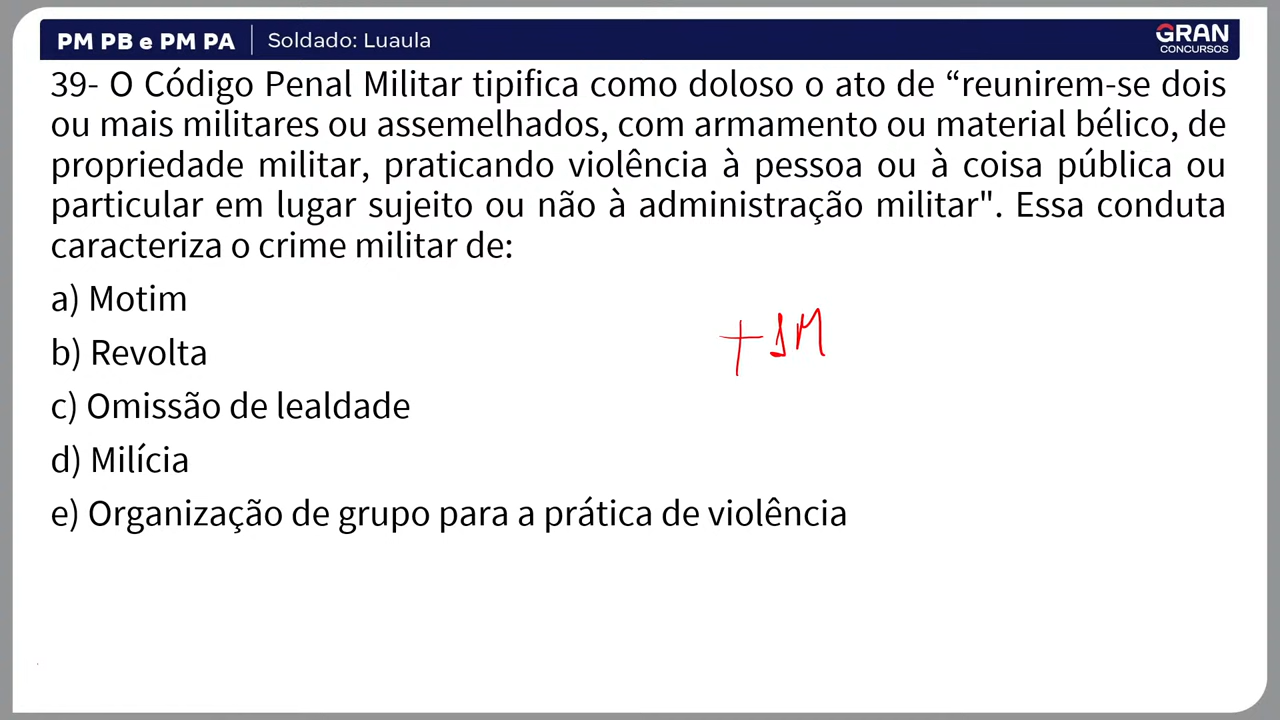 PM PB e PM PA | Soldado: Luaula
GRAN
CONCURSOS
39- O Código Penal Militar tipifica como doloso o ato de “reunirem-se dois
ou mais militares ou assemelhados, com armamento ou material bélico, de
propriedade militar, praticando violência à pessoa ou à coisa pública ou
particular em lugar sujeito ou não à administração militar". Essa conduta
caracteriza o crime militar de:
a) Motim
+1M
b) Revolta
c) Omissão de lealdade
d) Milícia
e) Organização de grupo para a prática de violência